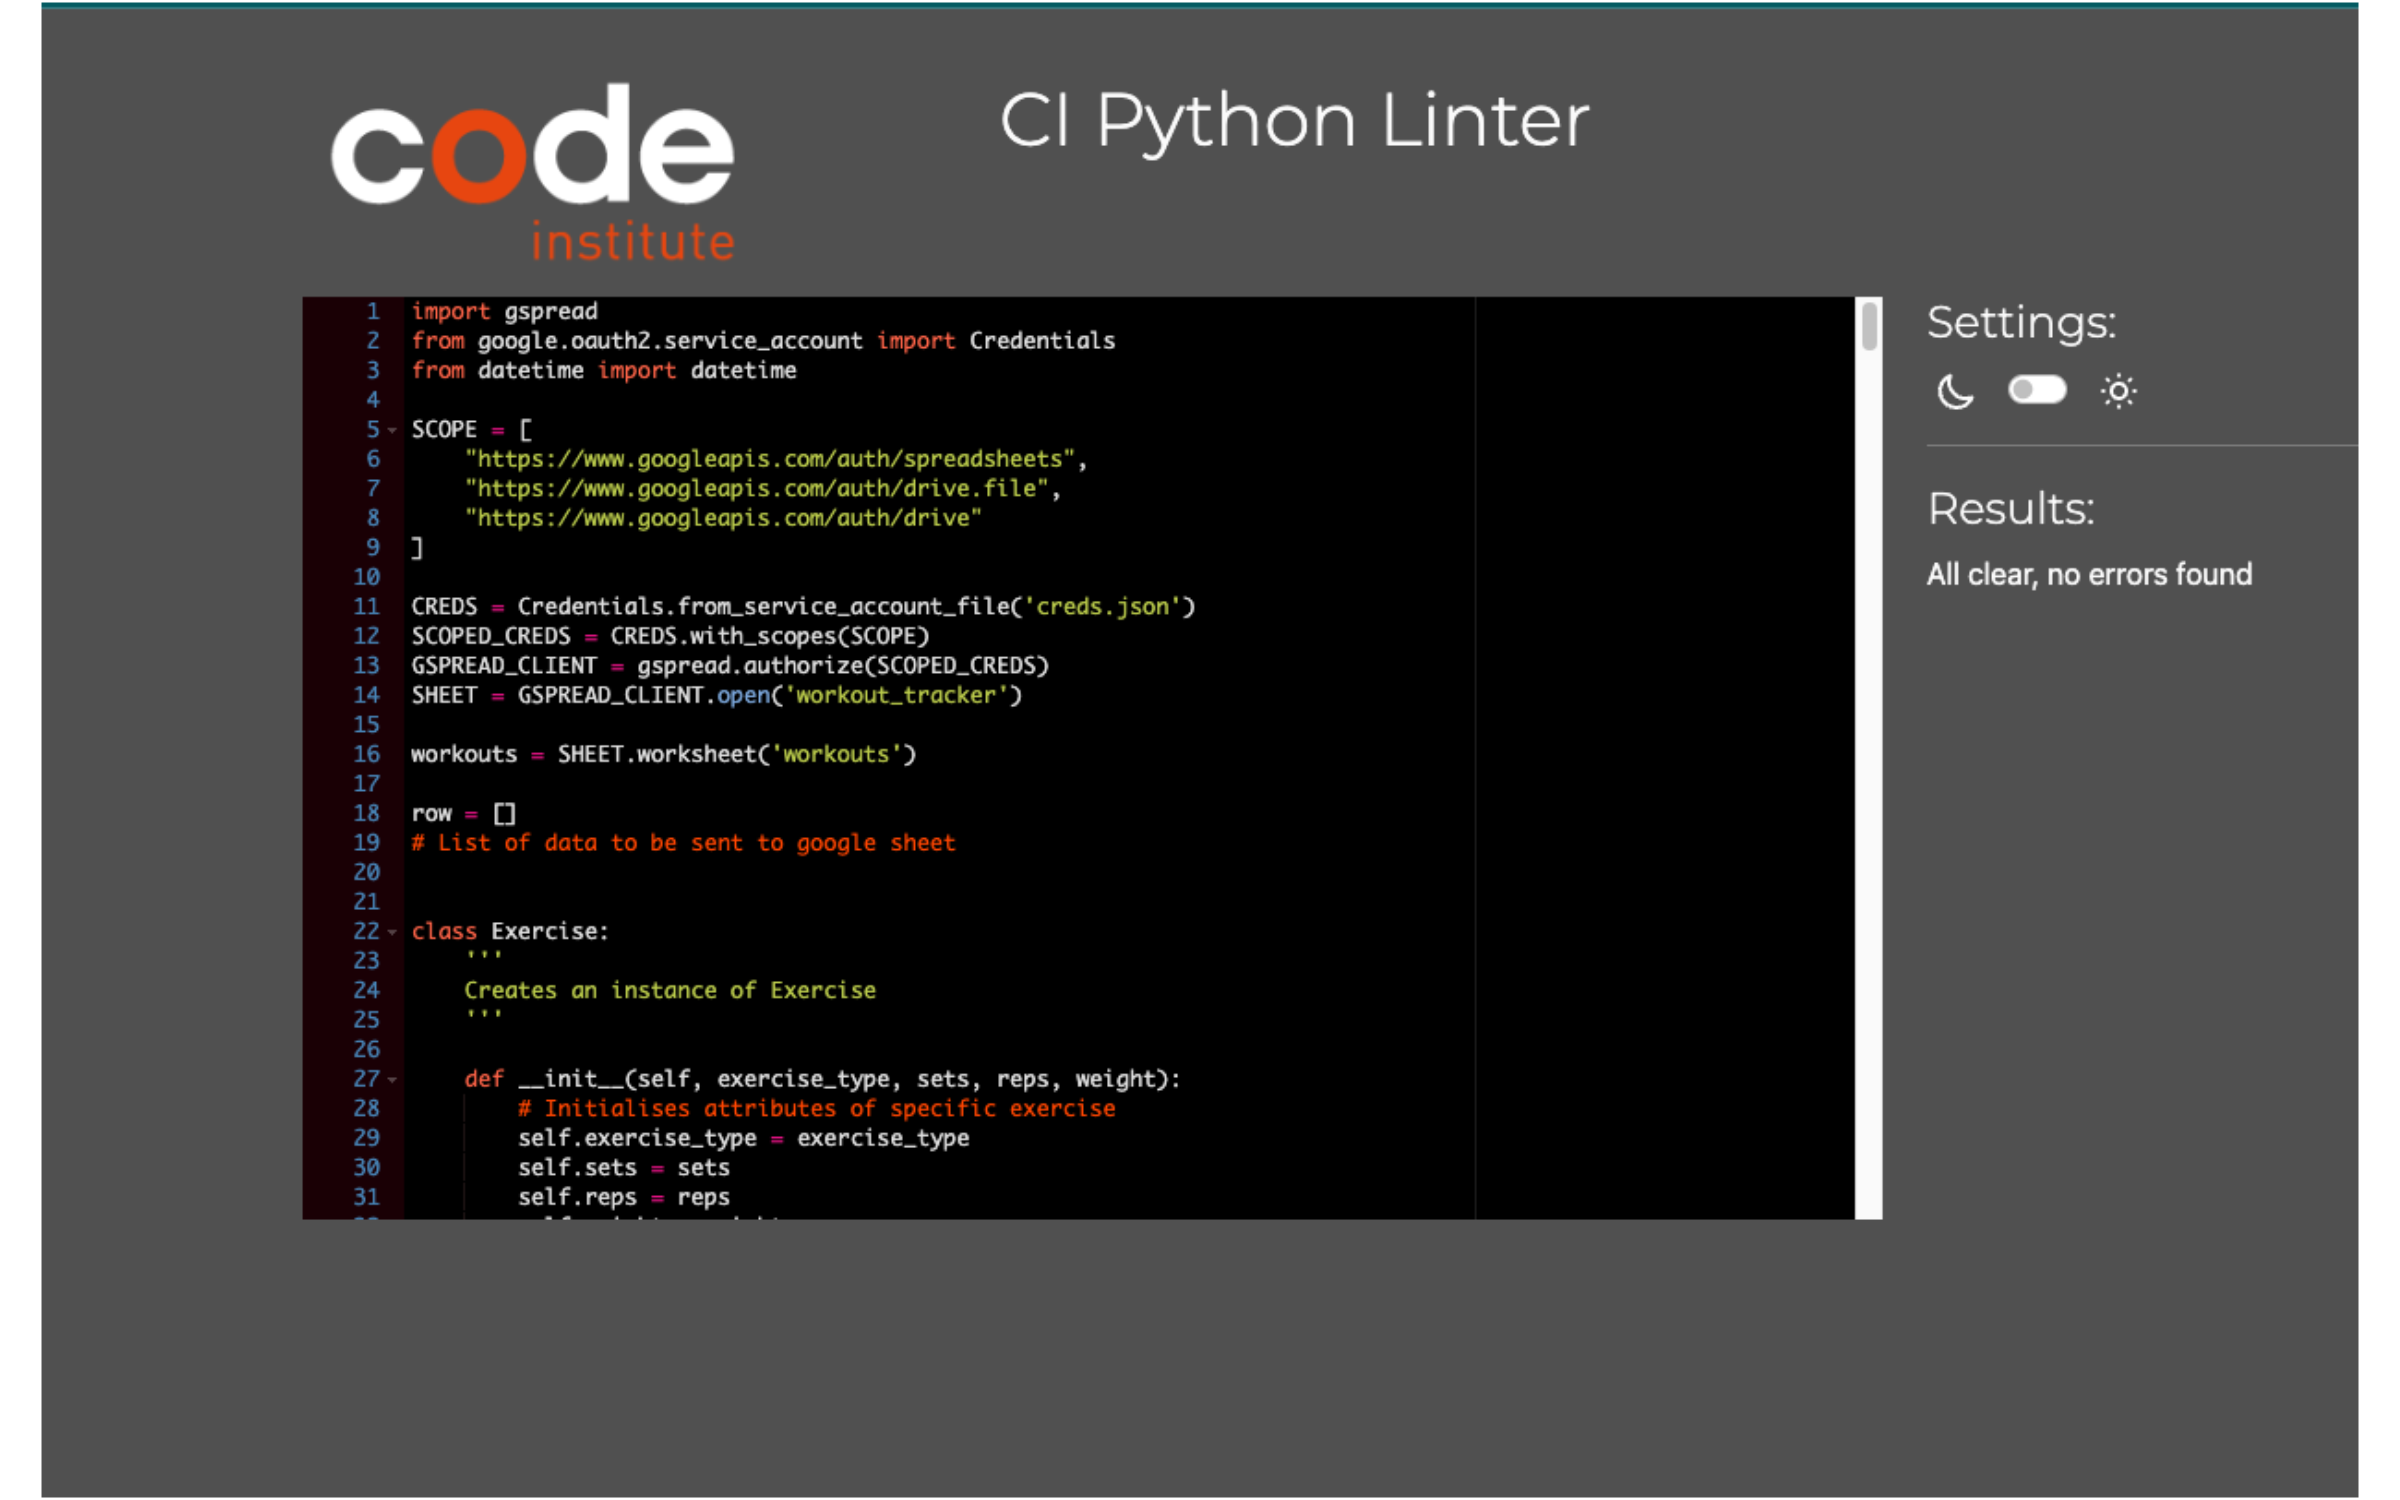 code
institute
CI Python Linter
1 import gspread
2 from google.oauth2.service_account import Credentials
3 from datetime import datetime
4
5 SCOPE = [
6     "https://www.googleapis.com/auth/spreadsheets",
7     "https://www.googleapis.com/auth/drive.file",
8     "https://www.googleapis.com/auth/drive"
9 ]
10
11 CREDS = Credentials.from_service_account_file('creds.json')
12 SCOPED_CREDS = CREDS.with_scopes(SCOPE)
13 GSPREAD_CLIENT = gspread.authorize(SCOPED_CREDS)
14 SHEET = GSPREAD_CLIENT.open('workout_tracker')
15
16 workouts = SHEET.worksheet('workouts')
17
18 row = []
19 # List of data to be sent to google sheet
20
21
22 class Exercise:
23     '''
24     Creates an instance of Exercise
25     '''
26
27     def __init__(self, exercise_type, sets, reps, weight):
28         # Initialises attributes of specific exercise
29         self.exercise_type = exercise_type
30         self.sets = sets
31         self.reps = reps
Settings:
Results:
All clear, no errors found